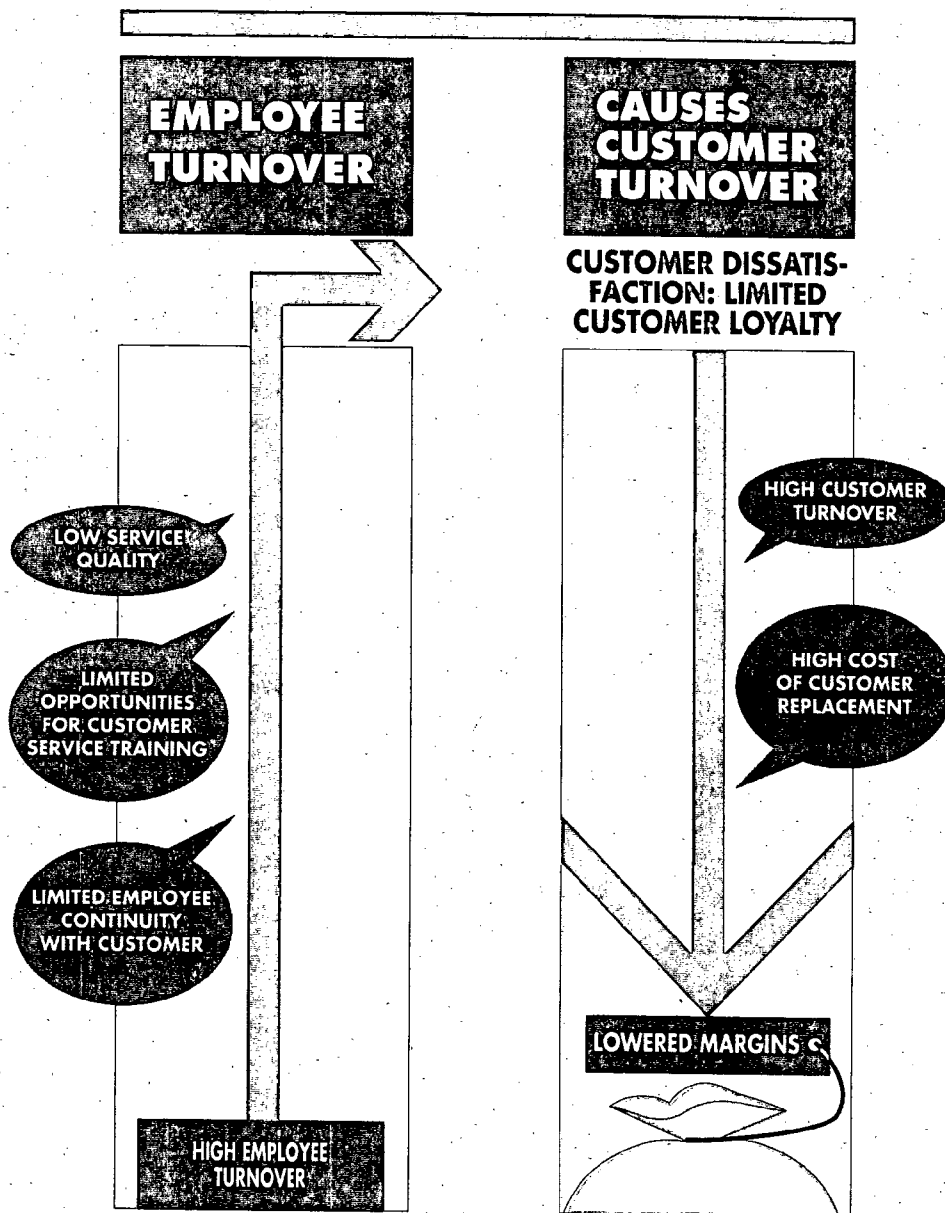 EMPLOYEE
TURNOVER
CAUSES
CUSTOMER
TURNOVER
CUSTOMER DISSATIS-
FACTION: LIMITED
CUSTOMER LOYALTY
LOW SERVICE
QUALITY
LIMITED
OPPORTUNITIES
FOR CUSTOMER
SERVICE TRAINING
LIMITED EMPLOYEE
CONTINUITY
WITH CUSTOMER
HIGH EMPLOYEE
TURNOVER
HIGH CUSTOMER
TURNOVER
HIGH COST
OF CUSTOMER
REPLACEMENT
LOWERED MARGINS